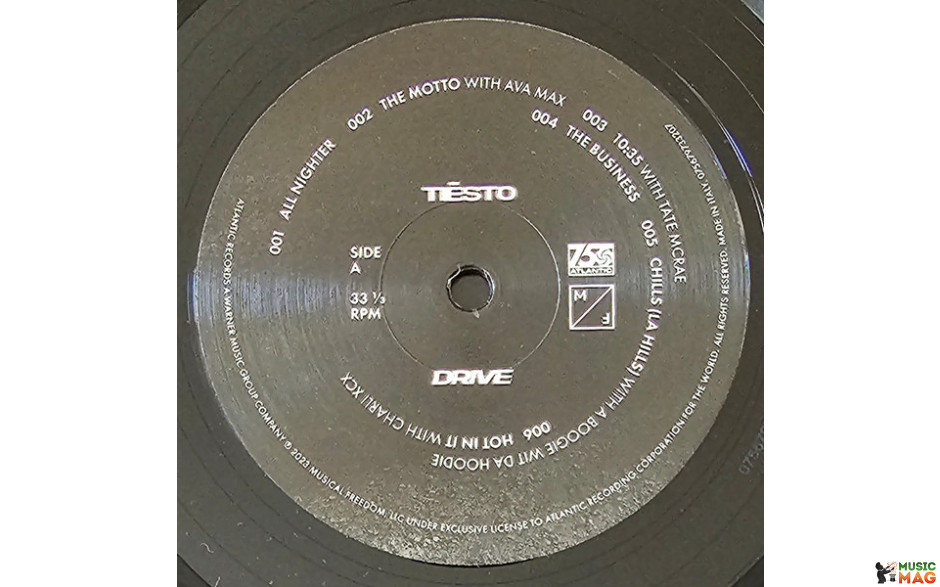 TIËSTO
001 ALL NIGHTER
002 THE MOTTO WITH AVA MAX
003 10:35 WITH TATE MCRAE
004 THE BUSINESS
005 CHILLS (LA HILLS) WITH A BOOGIE WIT DA HOODIE
006 HOT IN IT WITH CHARLI XCX
SIDE
A
33 ⅓
RPM
75
ATLANTIC
M
F
DRIVE
ATLANTIC RECORDS A WARNER MUSIC GROUP COMPANY ℗ 2023 MUSICAL FREEDOM, LLC UNDER EXCLUSIVE LICENSE TO ATLANTIC RECORDING CORPORATION FOR THE WORLD. ALL RIGHTS RESERVED. MADE IN ITALY. 075679733207
MUSIC
MAG